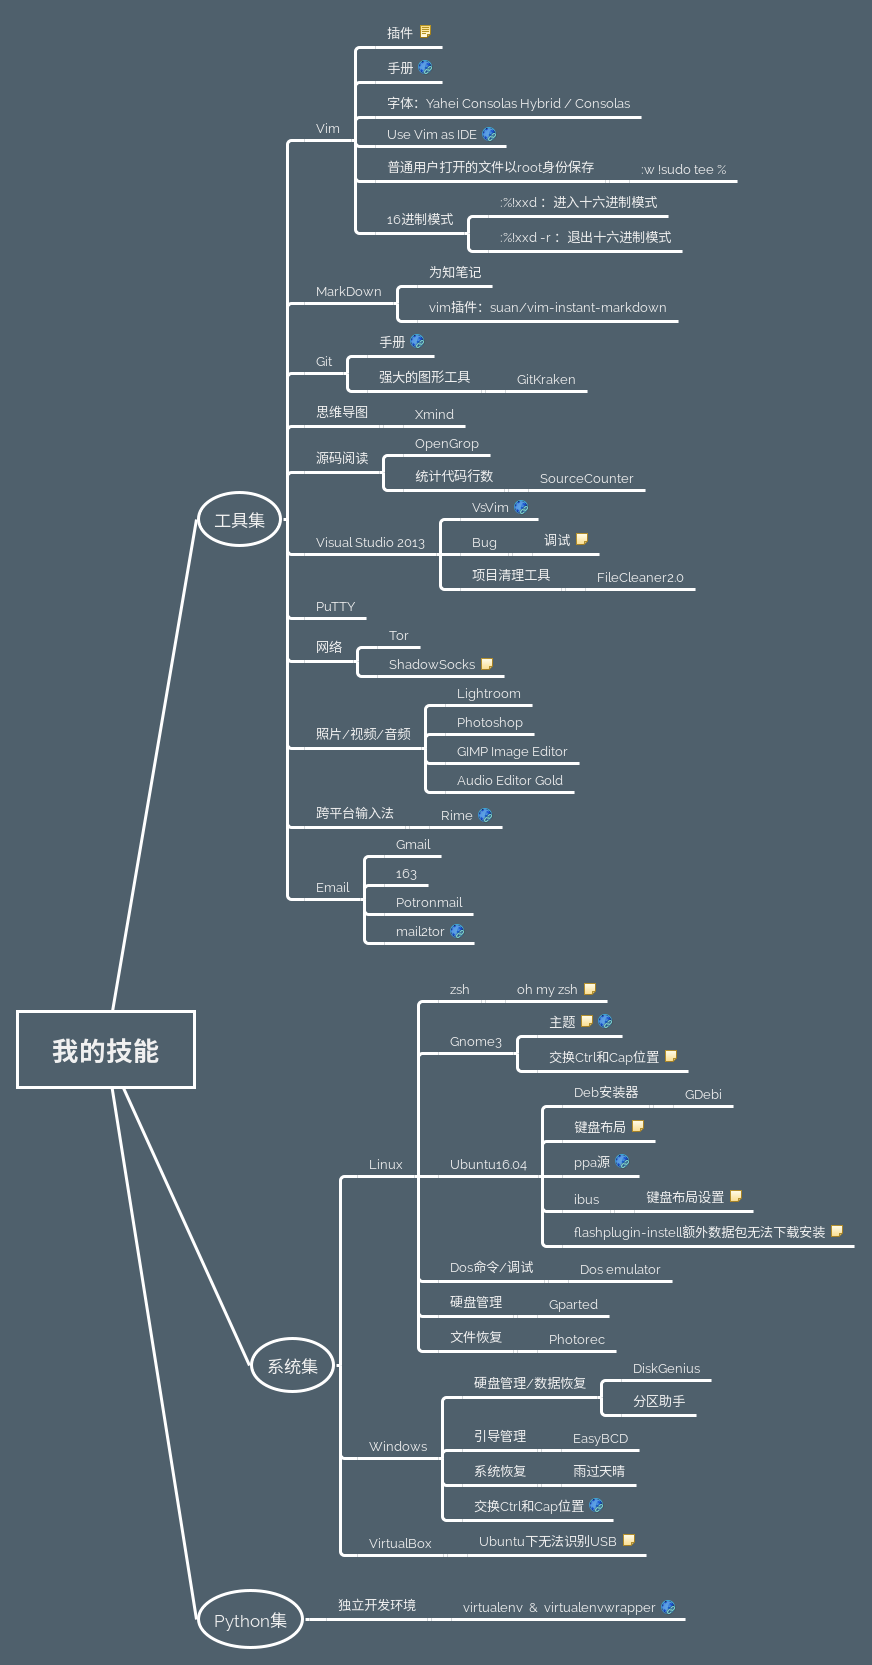 插件
手册
字体：Yahei Consolas Hybrid / Consolas
Vim
Use Vim as IDE
普通用户打开的文件以root身份保存
:w !sudo tee %
16进制模式
:%!xxd ：进入十六进制模式
:%!xxd -r ：退出十六进制模式
MarkDown
为知笔记
vim插件：suan/vim-instant-markdown
Git
手册
强大的图形工具
GitKraken
思维导图
Xmind
源码阅读
OpenGrop
统计代码行数
SourceCounter
工具集
Visual Studio 2013
VsVim
Bug
调试
项目清理工具
FileCleaner2.0
PuTTY
网络
Tor
ShadowSocks
照片/视频/音频
Lightroom
Photoshop
GIMP Image Editor
Audio Editor Gold
跨平台输入法
Rime
Email
Gmail
163
Potronmail
mail2tor
我的技能
zsh
oh my zsh
Gnome3
主题
交换Ctrl和Cap位置
Linux
Ubuntu16.04
Deb安装器
GDebi
键盘布局
ppa源
ibus
键盘布局设置
flashplugin-instell额外数据包无法下载安装
Dos命令/调试
Dos emulator
硬盘管理
Gparted
文件恢复
Photorec
系统集
Windows
硬盘管理/数据恢复
DiskGenius
分区助手
引导管理
EasyBCD
系统恢复
雨过天晴
交换Ctrl和Cap位置
VirtualBox
Ubuntu下无法识别USB
Python集
独立开发环境
virtualenv & virtualenvwrapper